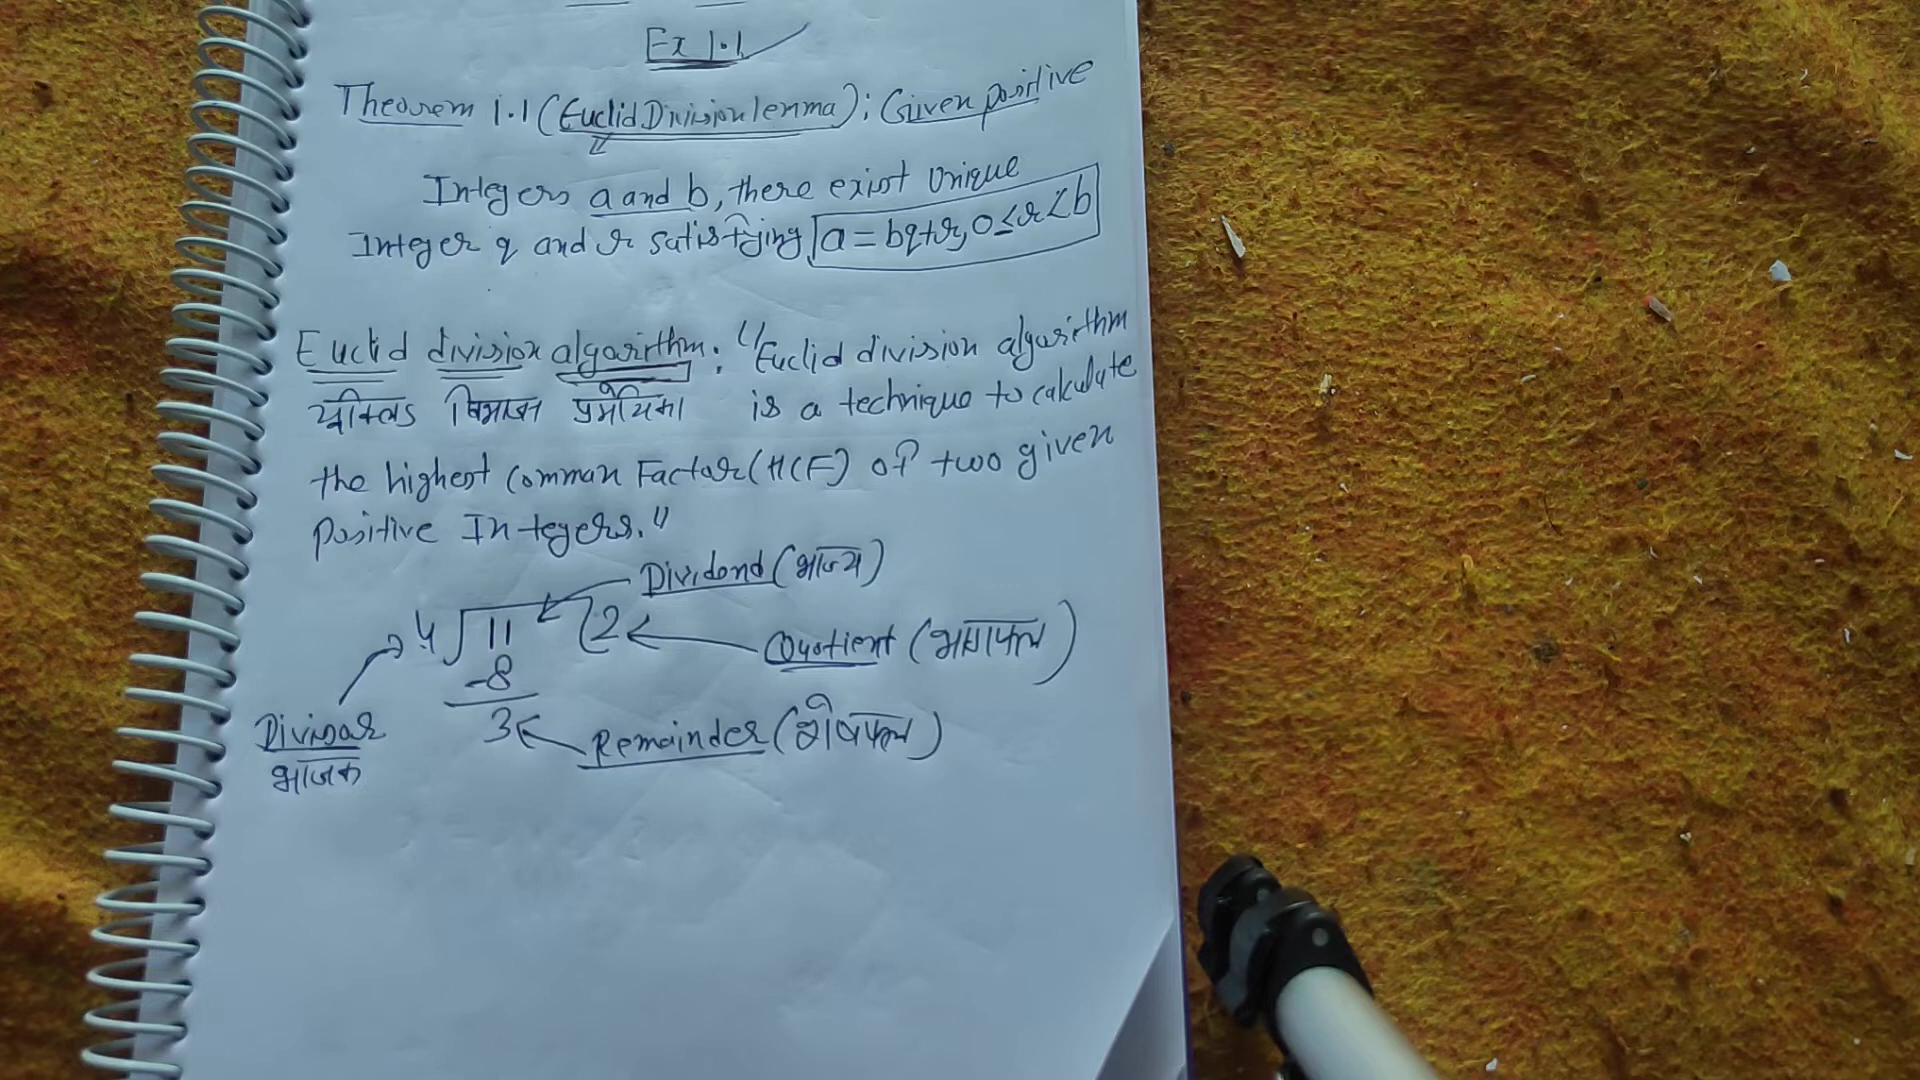 Ex 1.1
Theorem 1.1 (Euclid Division lemma): Given positive
Integers a and b, there exist unique
Integer q and r satisfying a = bq+r, 0≤r<b
Euclid division algorithm: "Euclid division algorithm
यूक्लिड विभाजन प्रमेयिका is a technique to calculate
the highest comman Factor (HCF) of two given
Positive Integers."
Dividend (भाज्य)
4 11 2 Quotient (भागफल)
-8
Divisar 3 Remainder (शेषफल)
भाजक